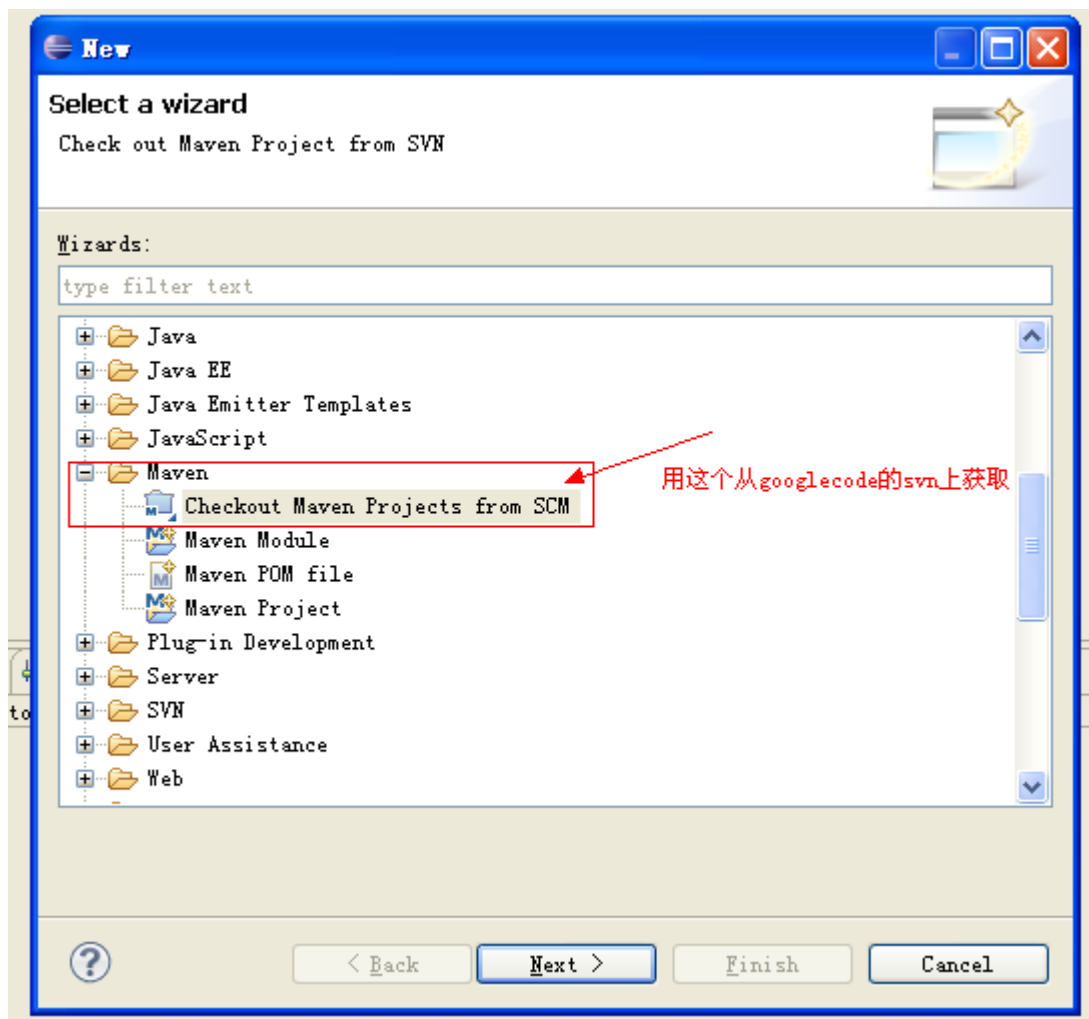 New
Select a wizard
Check out Maven Project from SVN
Wizards:
type filter text
Java
Java EE
Java Emitter Templates
JavaScript
Maven
用这个从googlecode的svn上获取
Checkout Maven Projects from SCM
Maven Module
Maven POM file
Maven Project
Plug-in Development
Server
SVN
to
User Assistance
Web
?
< Back
Next >
Finish
Cancel